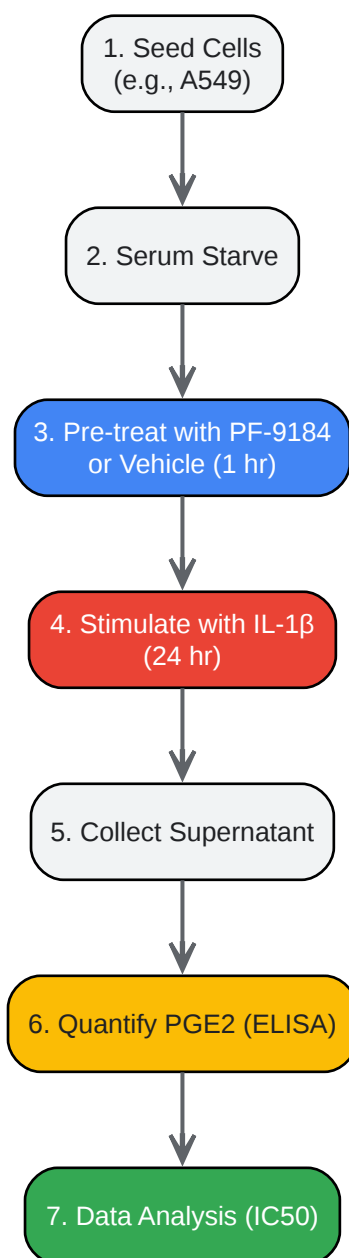 1. Seed Cells
(e.g., A549)
2. Serum Starve
3. Pre-treat with PF-9184
or Vehicle (1 hr)
4. Stimulate with IL-1β
(24 hr)
5. Collect Supernatant
6. Quantify PGE2 (ELISA)
7. Data Analysis (IC50)